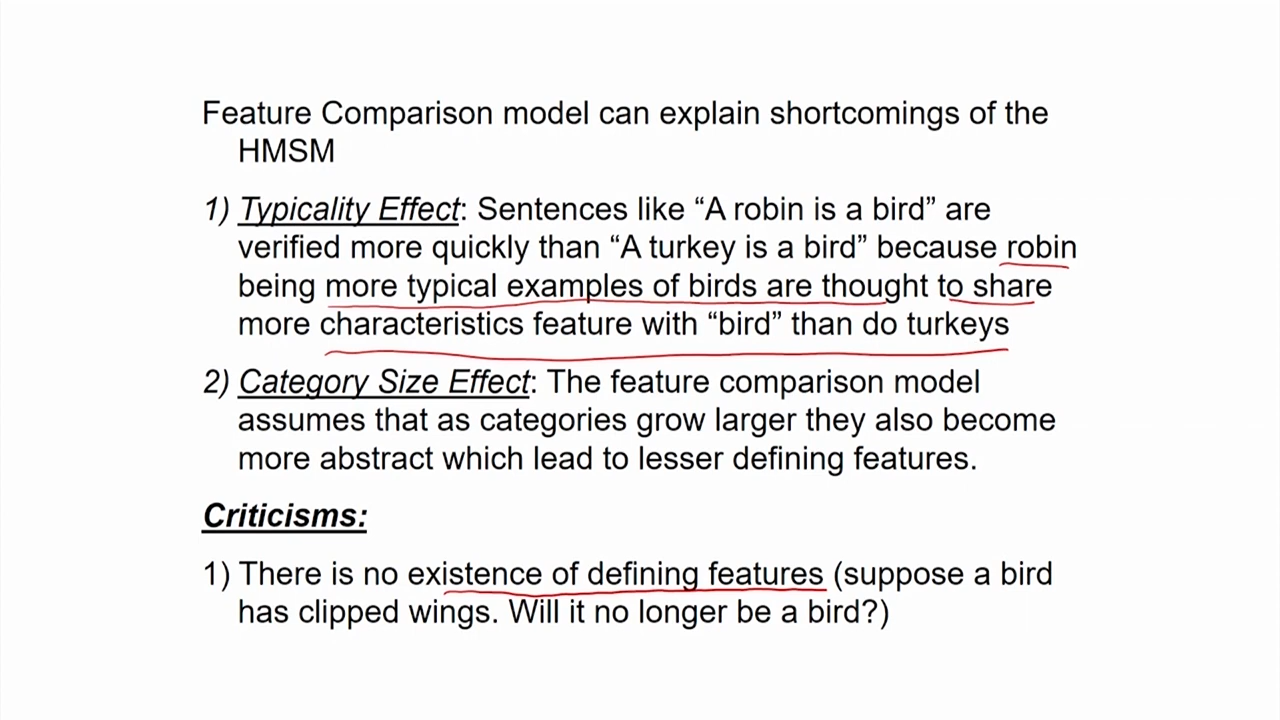 Feature Comparison model can explain shortcomings of the
HMSM
1) Typicality Effect: Sentences like “A robin is a bird” are
verified more quickly than “A turkey is a bird” because robin
being more typical examples of birds are thought to share
more characteristics feature with “bird” than do turkeys
2) Category Size Effect: The feature comparison model
assumes that as categories grow larger they also become
more abstract which lead to lesser defining features.
Criticisms:
1) There is no existence of defining features (suppose a bird
has clipped wings. Will it no longer be a bird?)